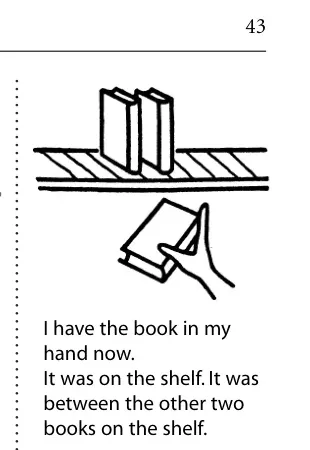 43
I have the book in my
hand now.
It was on the shelf. It was
between the other two
books on the shelf.